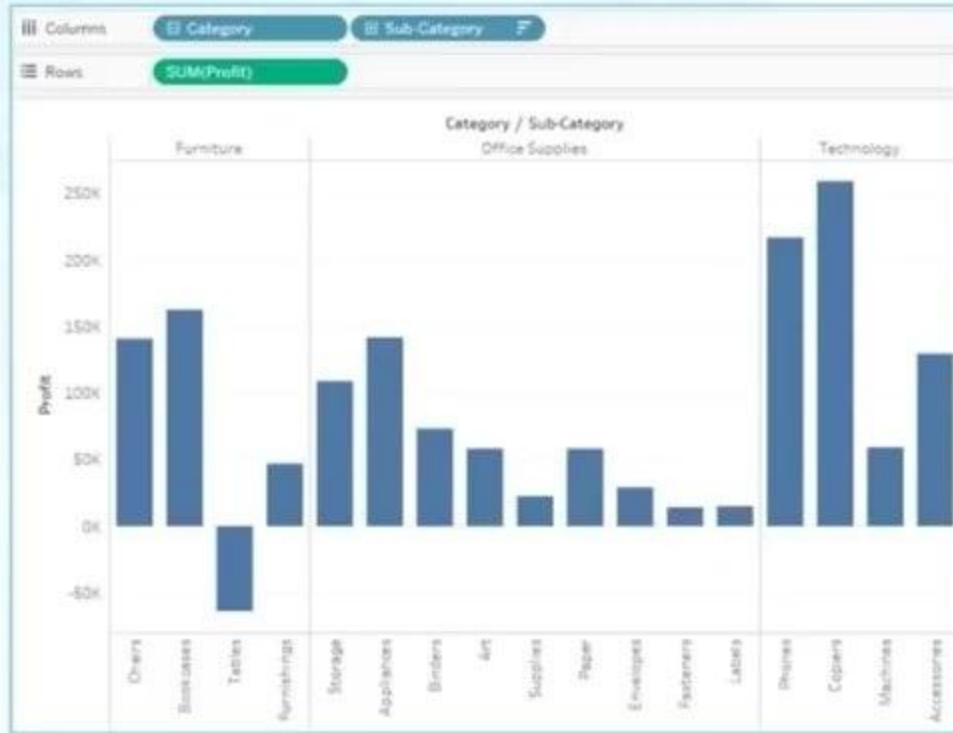 Columns
Category
Sub-Category
Rows
SUM(Profit)
Category / Sub-Category
Furniture
Office Supplies
Technology
250K
200K
150K
100K
50K
0K
-50K
Profit
Chairs
Bookcases
Tables
Furnishings
Storage
Appliances
Binders
Art
Supplies
Paper
Envelopes
Fasteners
Labels
Phones
Copiers
Machines
Accessories